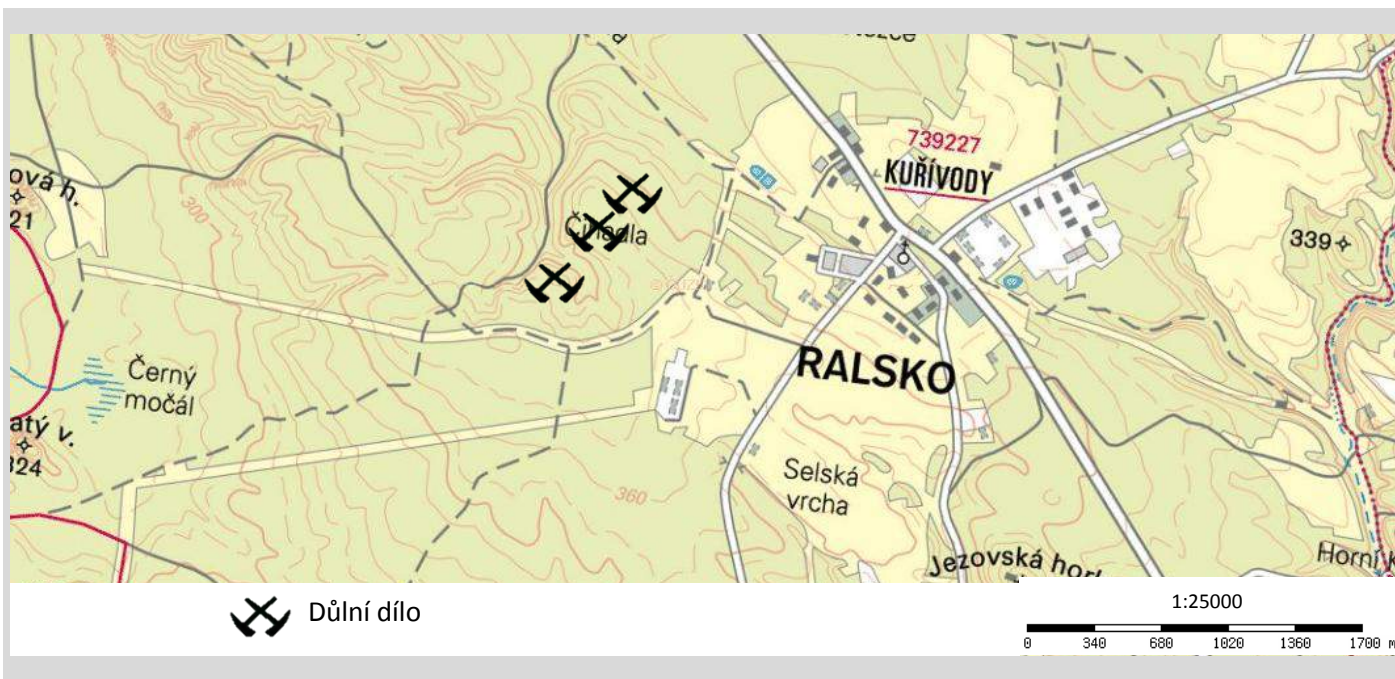 739227
KUŘÍVODY
ová h.
21
300
Čihadla
339
RALSKO
Černý
močál
atý v.
324
360
Selská
vrcha
Jezovská hor
Horní
Důlní dílo
1:25000
0 340 680 1020 1360 1700 m